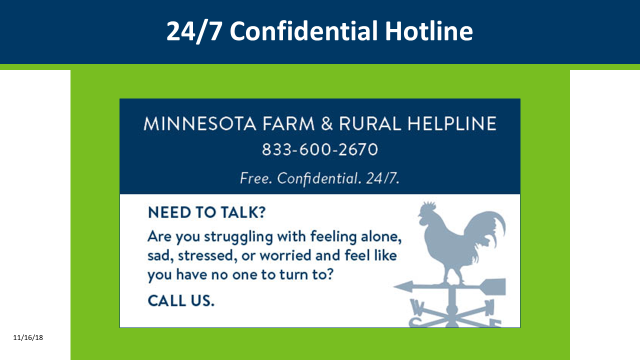 24/7 Confidential Hotline
MINNESOTA FARM & RURAL HELPLINE
833-600-2670
Free. Confidential. 24/7.
NEED TO TALK?
Are you struggling with feeling alone,
sad, stressed, or worried and feel like
you have no one to turn to?
CALL US.
W
E
S
11/16/18